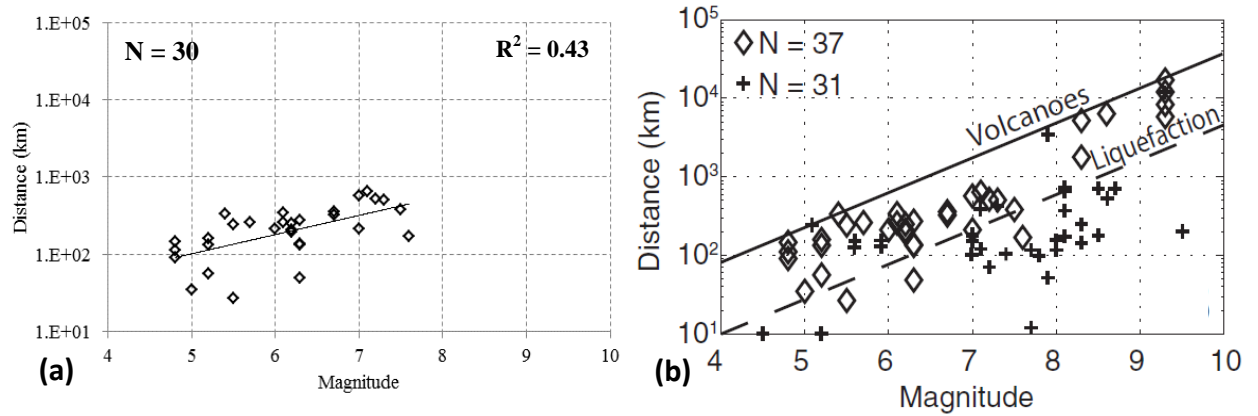 1.E+05
N = 30
R² = 0.43
1.E+04
1.E+03
1.E+02
1.E+01
Distance (km)
4 5 6 7 8 9 10
Magnitude
(a)
10⁵
◇ N = 37
+ N = 31
10⁴
10³
10²
10¹
Distance (km)
Volcanoes
Liquefaction
4 5 6 7 8 9 10
Magnitude
(b)